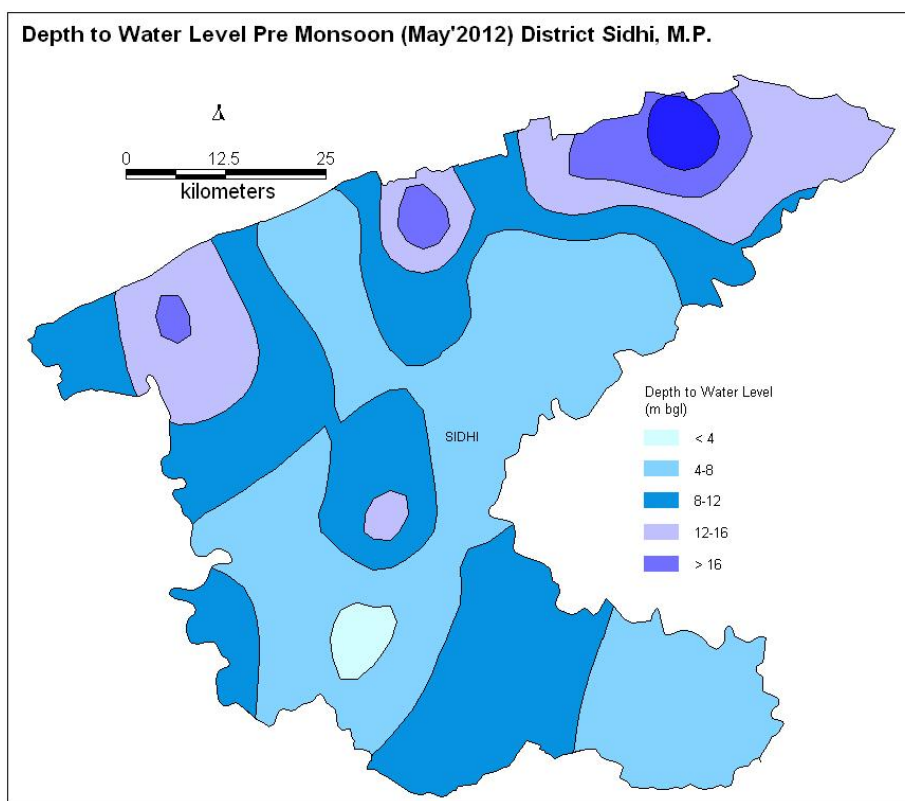 Depth to Water Level Pre Monsoon (May'2012) District Sidhi, M.P.
0 12.5 25
kilometers
SIDHI
Depth to Water Level
(m bgl)
< 4
4-8
8-12
12-16
> 16